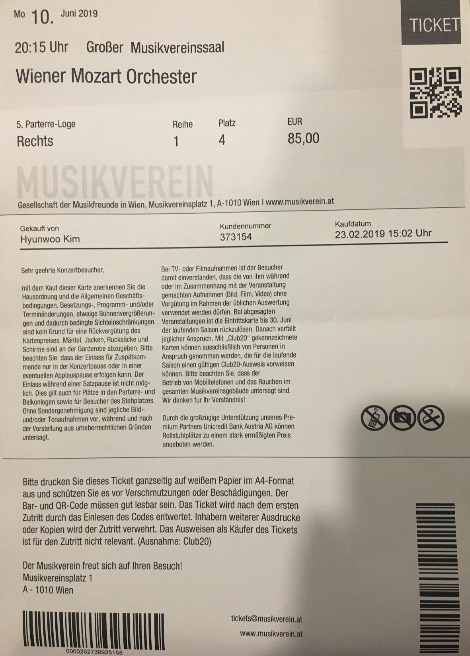 Mo 10. Juni 2019
TICKET
20:15 Uhr Großer Musikvereinssaal
Wiener Mozart Orchester
5. Parterre-Loge Reihe Platz EUR
Rechts 1 4 85,00
MUSIKVEREIN
Gesellschaft der Musikfreunde in Wien, Musikvereinsplatz 1, A-1010 Wien I www.musikverein.at
Gekauft von Kundennummer Kaufdatum
Hyunwoo Kim 373154 23.02.2019 15:02 Uhr
Sehr geehrte Konzertbesucher,
mit dem Kauf dieser Karte anerkennen Sie die
Hausordnung und die Allgemeinen Geschäfts-
bedingungen. Besetzungs-, Programm- und/oder
Terminänderungen, etwaige Bühnenvergrößerun-
gen und dadurch bedingte Sichteinschränkungen
sind kein Grund für eine Rückvergütung des
Kartenpreises. Mäntel, Jacken, Rucksäcke und
Schirme sind an der Garderobe abzugeben. Bitte
beachten Sie, dass der Einlass für Zuspätkom-
mende nur in der Konzertpause oder in einer
eventuellen Applauspause erfolgen kann. Der
Einlass während einer Satzpause ist nicht mög-
lich. Dies gilt auch für Plätze in den Parterre- und
Balkonlogen sowie für Besucher des Stehplatzes.
Ohne Sondergenehmigung sind jegliche Bild-
und/oder Tonaufnahmen vor, während und nach
der Vorstellung aus urheberrechtlichen Gründen
untersagt.
Bei TV- oder Filmaufnahmen ist der Besucher
damit einverstanden, dass die von ihm während
oder im Zusammenhang mit der Veranstaltung
gemachten Aufnahmen (Bild, Film, Video) ohne
Vergütung im Rahmen der üblichen Auswertung
verwendet werden dürfen. Bei abgesagten
Veranstaltungen ist die Eintrittskarte bis 30. Juni
der laufenden Saison rückzulösen. Danach verfällt
jeglicher Anspruch. Mit „Club20" gekennzeichnete
Karten können ausschließlich von Personen in
Anspruch genommen werden, die für die laufende
Saison einen gültigen Club20-Ausweis vorweisen
können. Bitte beachten Sie, dass der
Betrieb von Mobiltelefonen und das Rauchen im
gesamten Musikvereinsgebäude untersagt sind.
Wir danken für Ihr Verständnis!
Durch die großzügige Unterstützung unseres Pre-
mium Partners Unicredit Bank Austria AG können
Rollstuhlplätze zu einem stark ermäßigten Preis
angeboten werden.
Bitte drucken Sie dieses Ticket ganzseitig auf weißem Papier im A4-Format
aus und schützen Sie es vor Verschmutzungen oder Beschädigungen. Der
Bar- und QR-Code müssen gut lesbar sein. Das Ticket wird nach dem ersten
Zutritt durch das Einlesen des Codes entwertet. Inhabern weiterer Ausdrucke
oder Kopien wird der Zutritt verwehrt. Das Ausweisen als Käufer des Tickets
ist für den Zutritt nicht relevant. (Ausnahme: Club20)
Der Musikverein freut sich auf Ihren Besuch!
Musikvereinsplatz 1
A - 1010 Wien
tickets@musikverein.at
www.musikverein.at